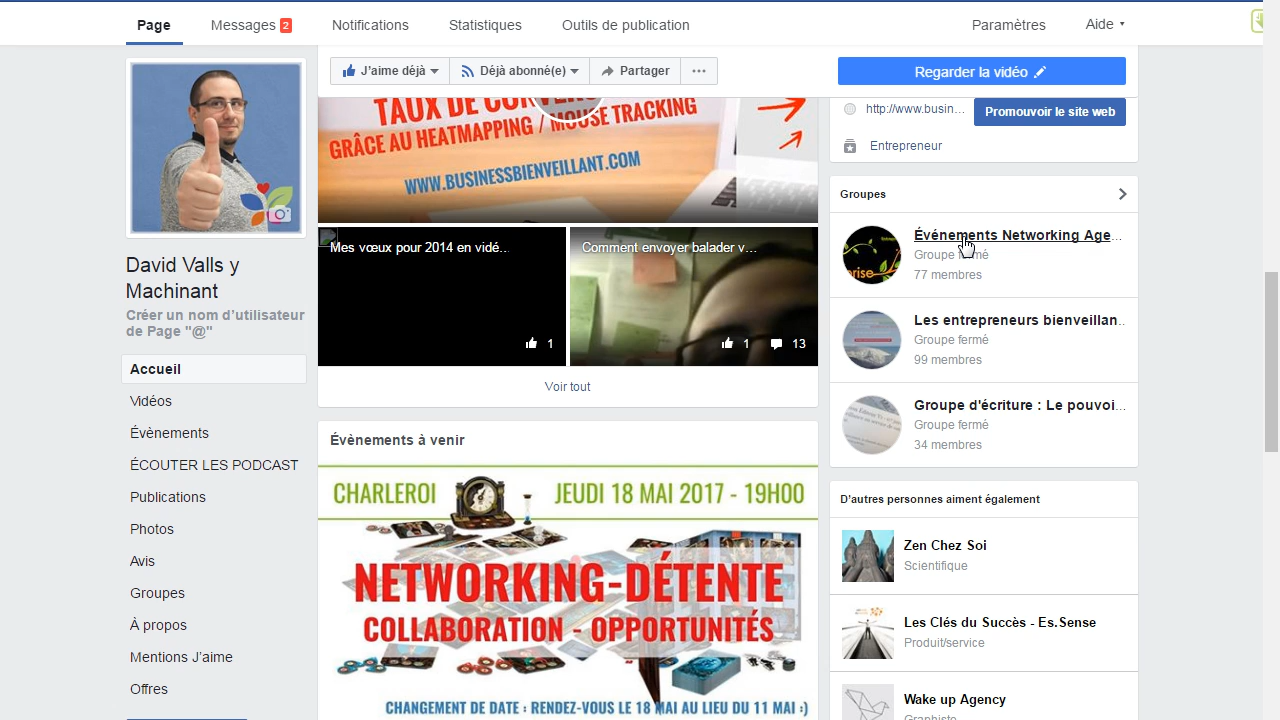 Page
Messages 2
Notifications
Statistiques
Outils de publication
Paramètres
Aide
J'aime déjà
Déjà abonné(e)
Partager
Regarder la vidéo
David Valls y
Machinant
Créer un nom d'utilisateur
de Page "@"
Accueil
Vidéos
Évènements
ÉCOUTER LES PODCAST
Publications
Photos
Avis
Groupes
À propos
Mentions J'aime
Offres
TAUX DE
GRÂCE AU HEATMAPPING / MOUSE TRACKING
WWW.BUSINESSBIENVEILLANT.COM
Mes vœux pour 2014 en vidé...
1
Comment envoyer balader v...
1 13
Voir tout
Évènements à venir
CHARLEROI JEUDI 18 MAI 2017 - 19H00
NETWORKING-DÉTENTE
COLLABORATION - OPPORTUNITÉS
CHANGEMENT DE DATE : RENDEZ-VOUS LE 18 MAI AU LIEU DU 11 MAI :)
http://www.busin...
Promouvoir le site web
Entrepreneur
Groupes
Événements Networking Age...
Groupe fermé
77 membres
Les entrepreneurs bienveillan...
Groupe fermé
99 membres
Groupe d'écriture : Le pouvoi...
Groupe fermé
34 membres
D'autres personnes aiment également
Zen Chez Soi
Scientifique
Les Clés du Succès - Es.Sense
Produit/service
Wake up Agency
Graphiste